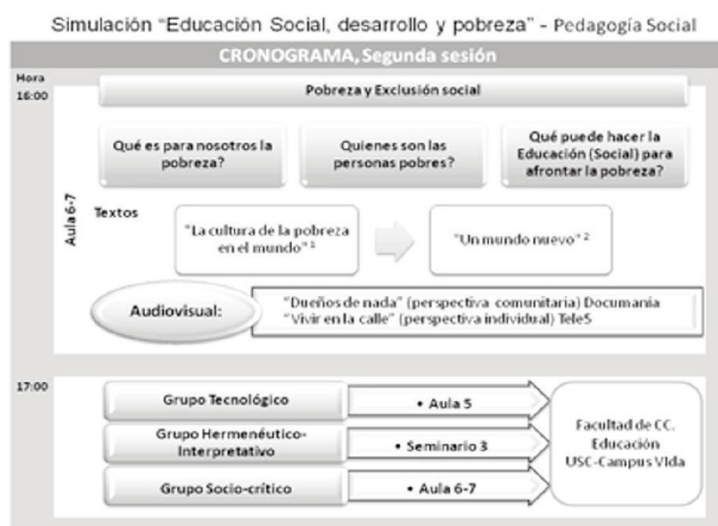 Simulación “Educación Social, desarrollo y pobreza” - Pedagogía Social
CRONOGRAMA, Segunda sesión
Hora
16:00
Pobreza y Exclusión social
Qué es para nosotros la
pobreza?
Quienes son las
personas pobres?
Qué puede hacer la
Educación (Social) para
afrontar la pobreza?
Aula 6-7
Textos
"La cultura de la pobreza
en el mundo" 1
"Un mundo nuevo" 2
Audiovisual:
"Dueños de nada" (perspectiva comunitaria) Documanía
"Vivir en la calle" (perspectiva individual) Tele5
17:00
Grupo Tecnológico
• Aula 5
Grupo Hermenéutico-
Interpretativo
• Seminario 3
Grupo Socio-crítico
• Aula 6-7
Facultad de CC.
Educación
USC-Campus VIda